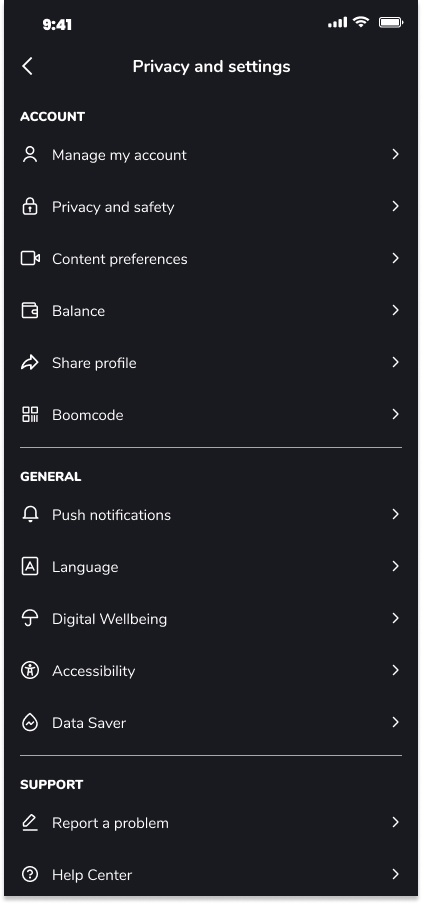 9:41
Privacy and settings
ACCOUNT
Manage my account
Privacy and safety
Content preferences
Balance
Share profile
Boomcode
GENERAL
Push notifications
Language
Digital Wellbeing
Accessibility
Data Saver
SUPPORT
Report a problem
Help Center